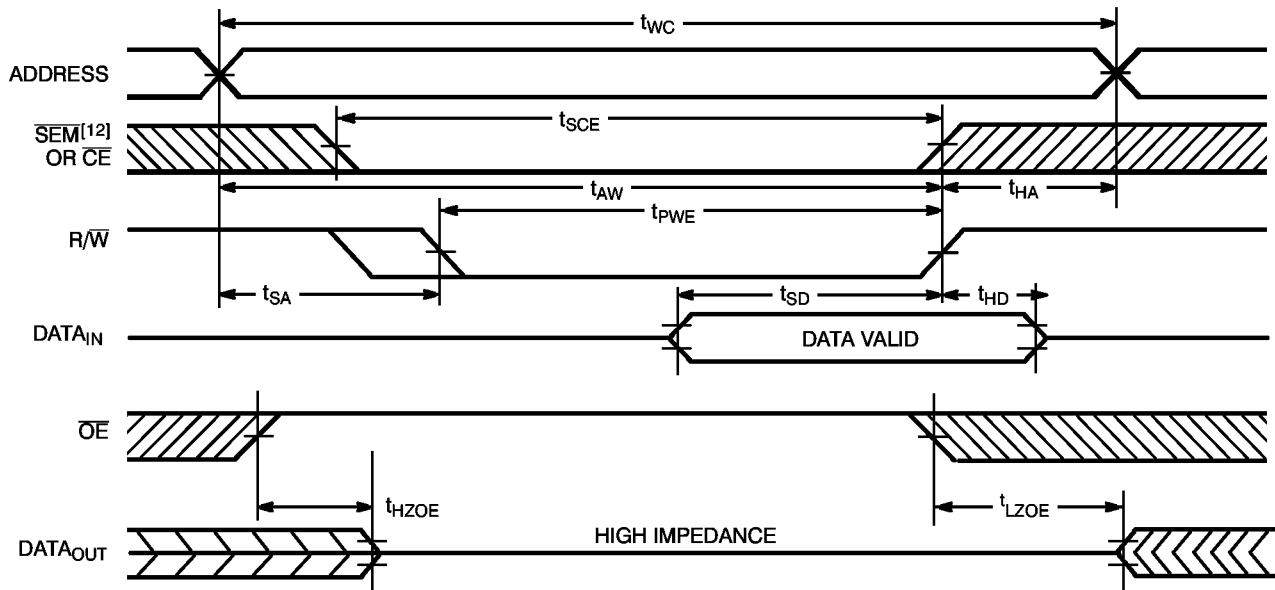 tWC
ADDRESS
SEM[12]
tSCE
OR CE
tAW
tHA
tPWE
R/W
tSA
tSD
tHD
DATAIN
DATA VALID
OE
tHZOE
tLZOE
HIGH IMPEDANCE
DATAOUT